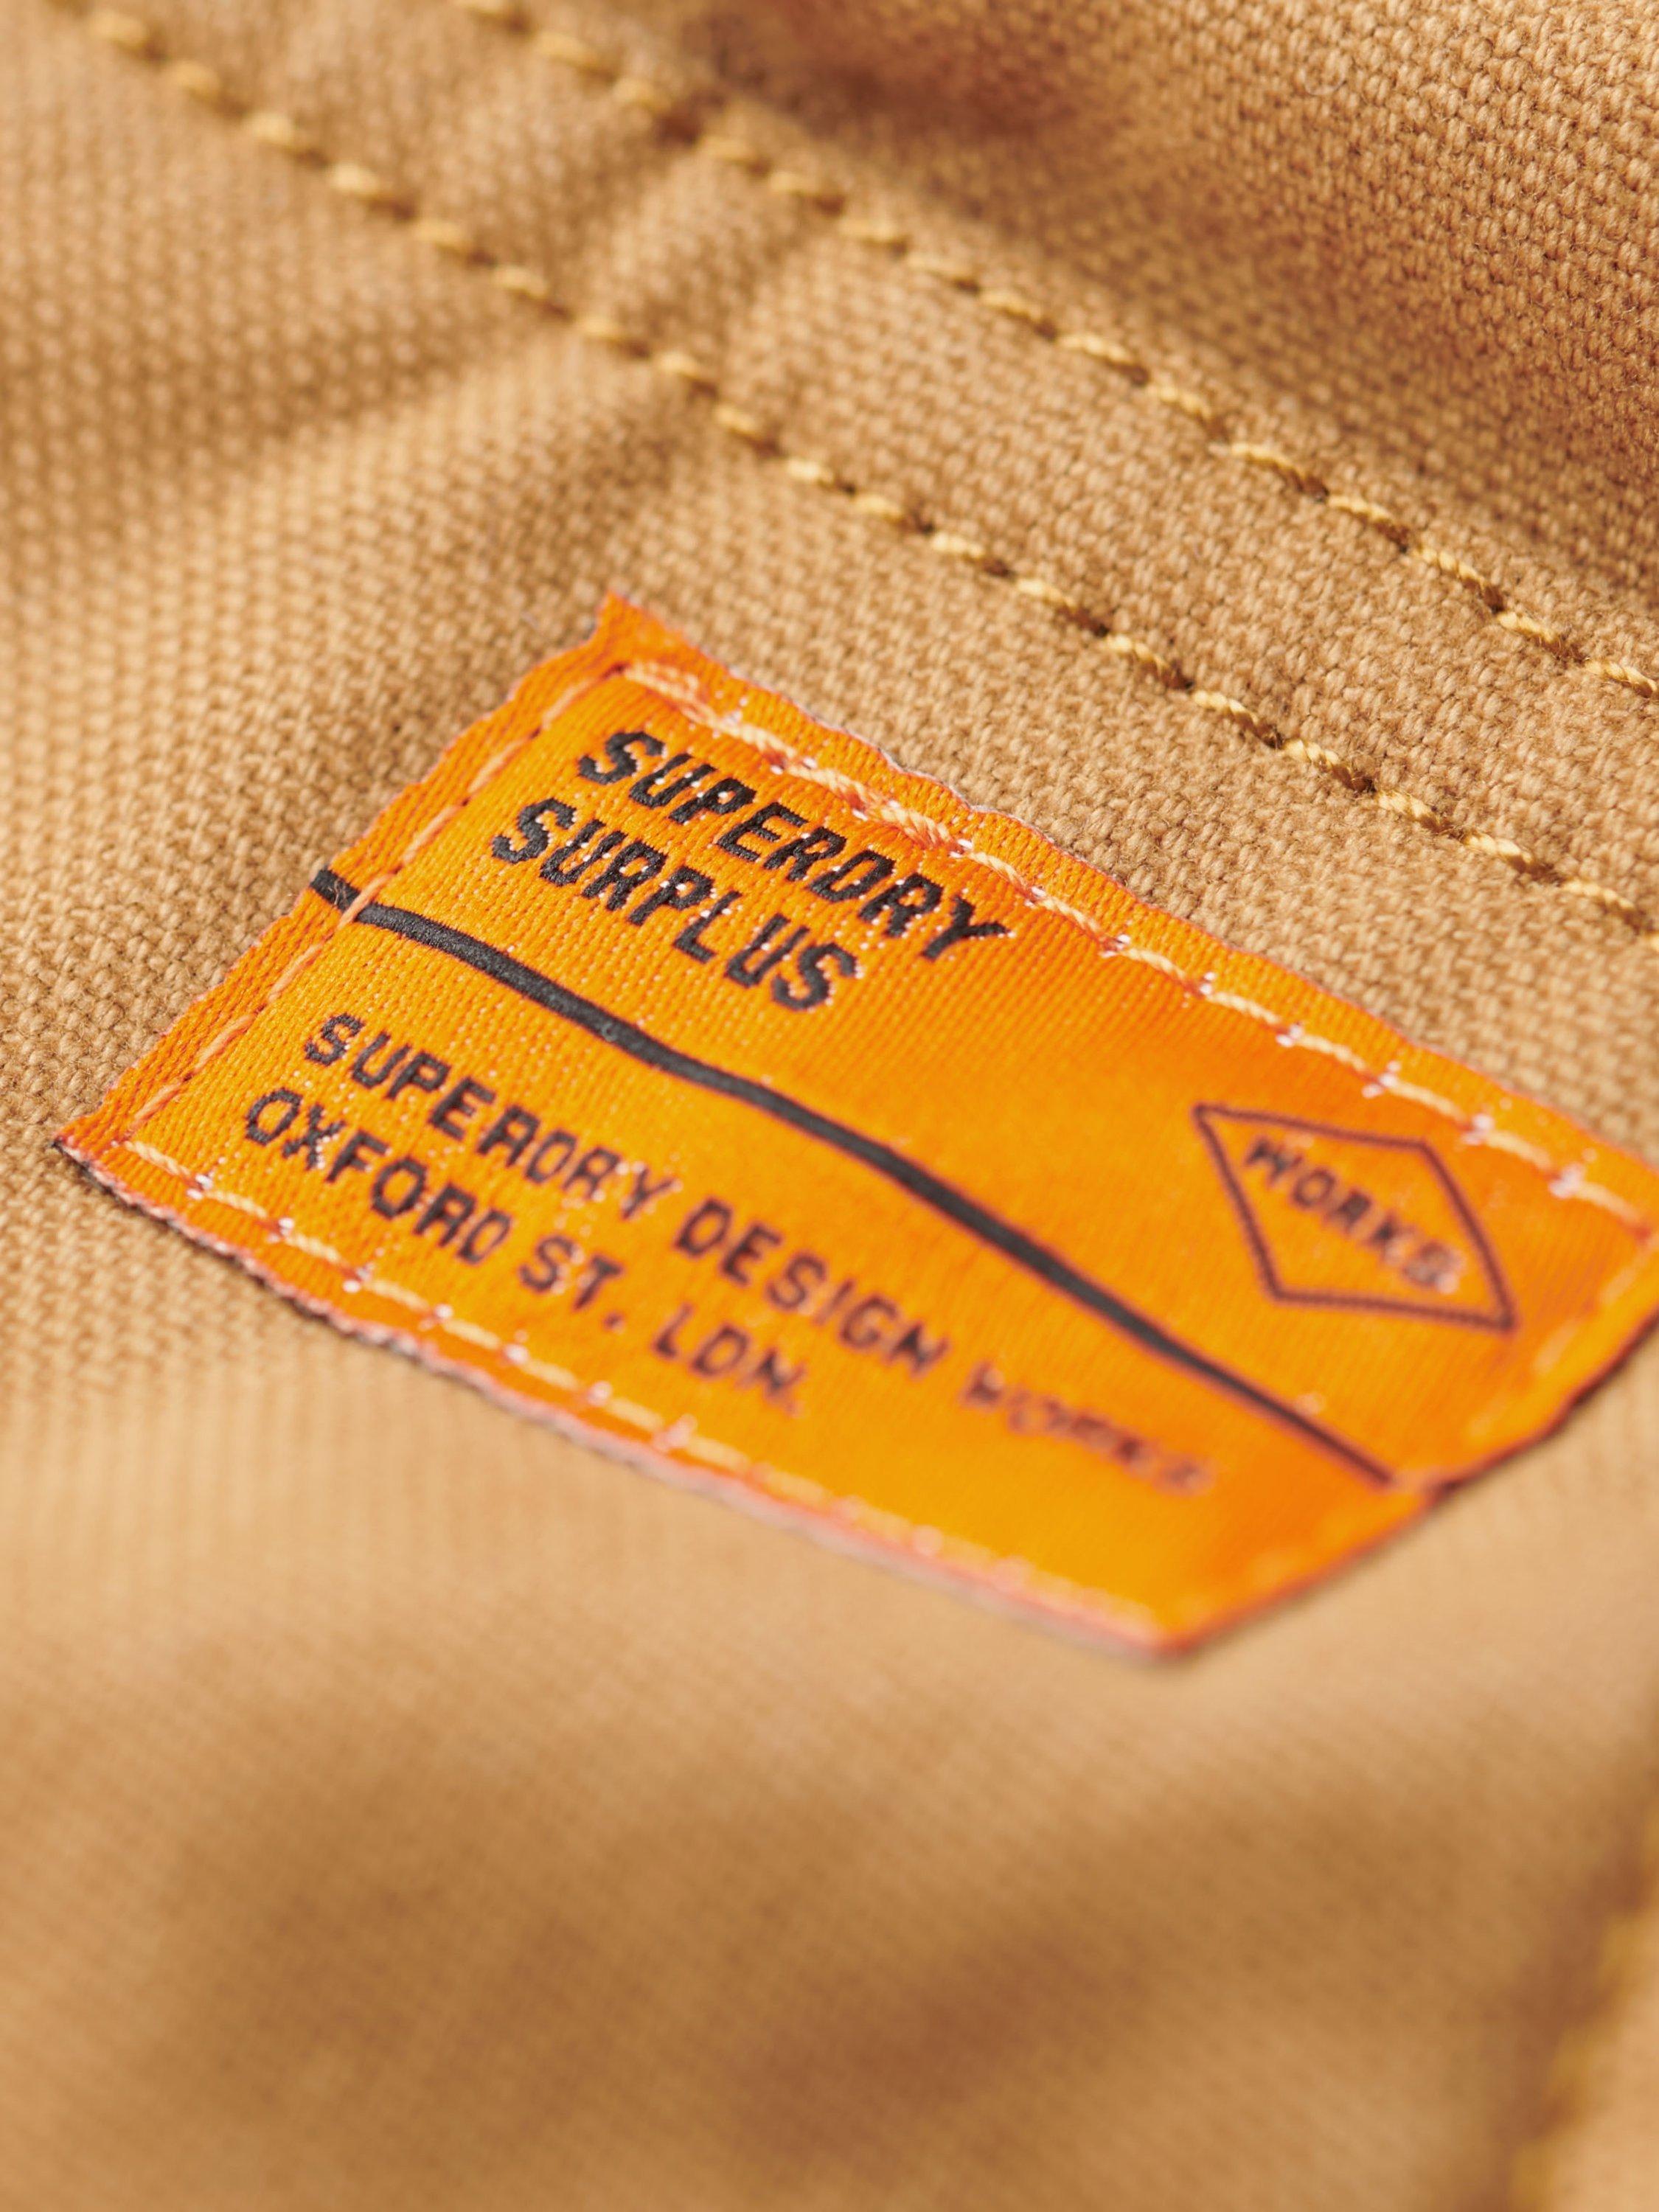 SUPERDRY
SURPLUS
WORKS
SUPERDRY DESIGN WORKS
OXFORD ST. LDN.